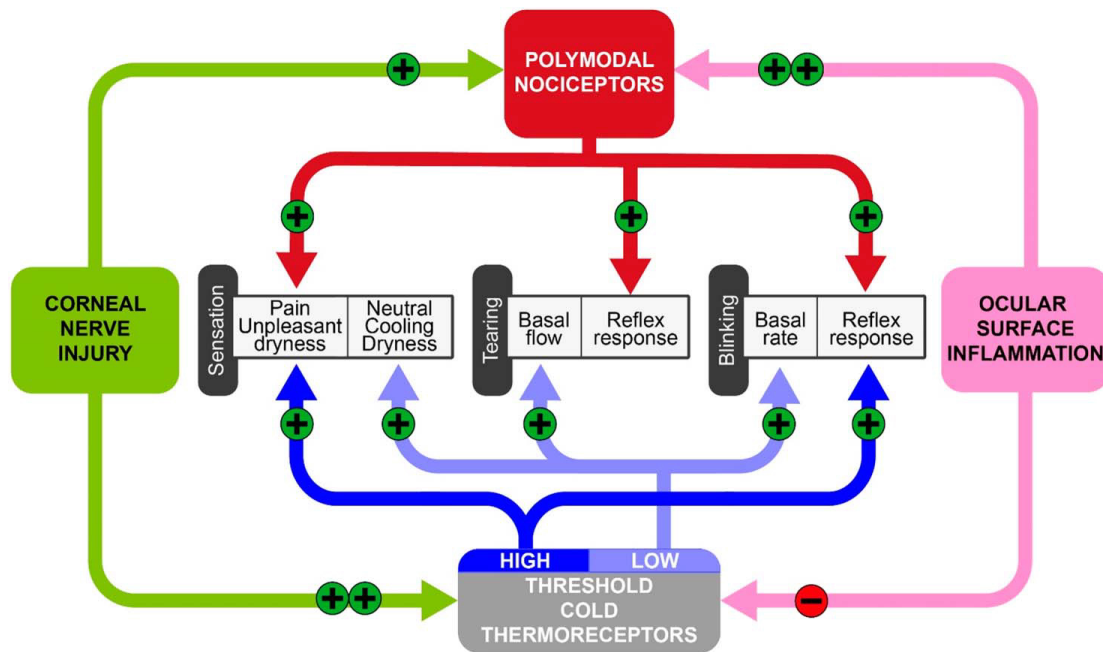 POLYMODAL
NOCICEPTORS
CORNEAL
NERVE
INJURY
Sensation
Pain
Unpleasant
dryness
Neutral
Cooling
Dryness
Tearing
Basal
flow
Reflex
response
Blinking
Basal
rate
Reflex
response
OCULAR
SURFACE
INFLAMMATION
HIGH
LOW
THRESHOLD
COLD
THERMORECEPTORS